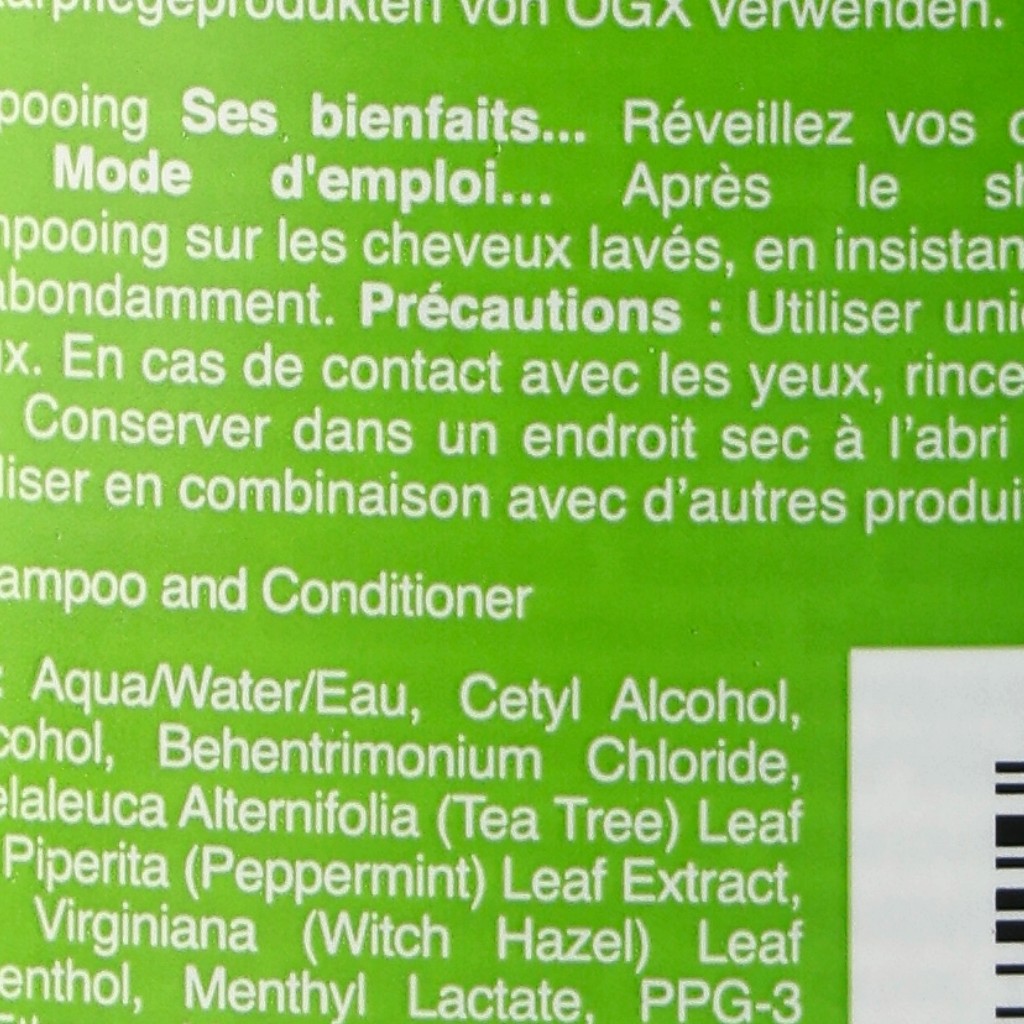 arpflegeprodukten von OGX verwenden.
pooing Ses bienfaits... Réveillez vos
Mode d'emploi... Après le sh
mpooing sur les cheveux lavés, en insistan
abondamment. Précautions : Utiliser uni
ux. En cas de contact avec les yeux, rince
Conserver dans un endroit sec à l’abri
liser en combinaison avec d’autres produi
ampoo and Conditioner
: Aqua/Water/Eau, Cetyl Alcohol,
cohol, Behentrimonium Chloride,
elaleuca Alternifolia (Tea Tree) Leaf
Piperita (Peppermint) Leaf Extract,
Virginiana (Witch Hazel) Leaf
enthol, Menthyl Lactate, PPG-3